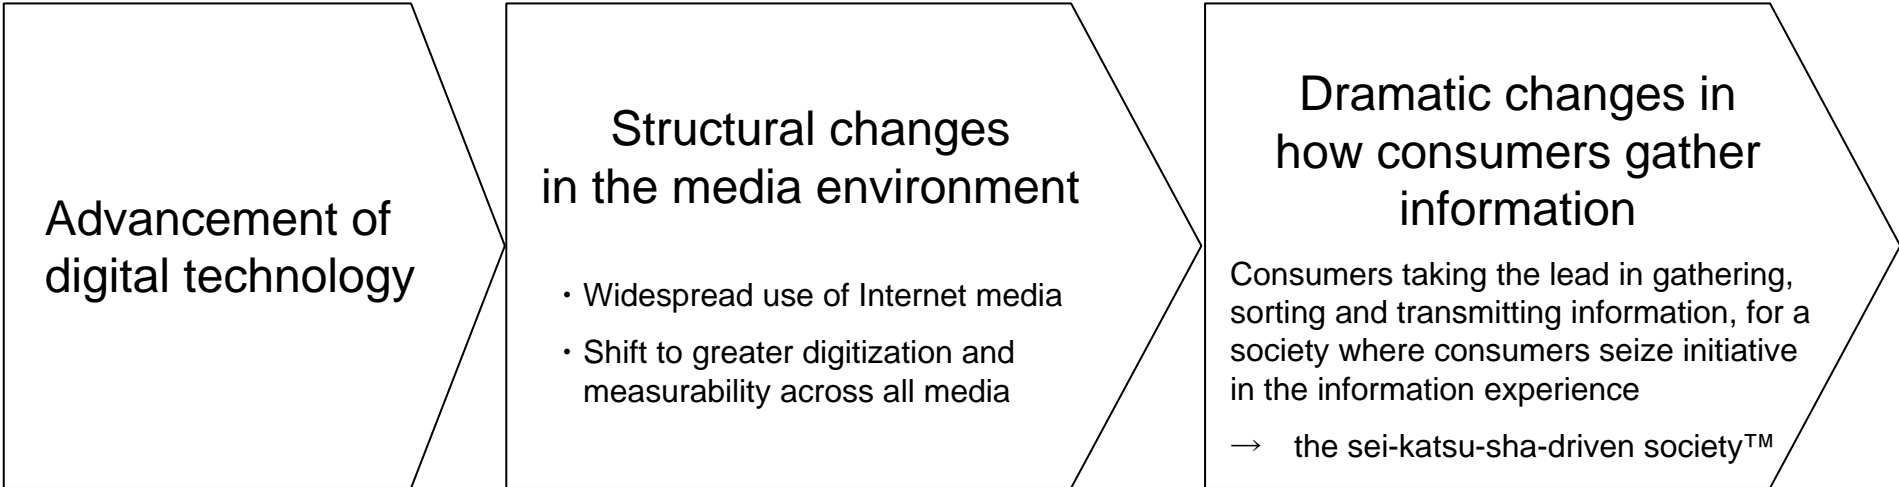 Advancement of
digital technology
Structural changes
in the media environment
・Widespread use of Internet media
・Shift to greater digitization and
measurability across all media
Dramatic changes in
how consumers gather
information
Consumers taking the lead in gathering,
sorting and transmitting information, for a
society where consumers seize initiative
in the information experience
→ the sei-katsu-sha-driven society™